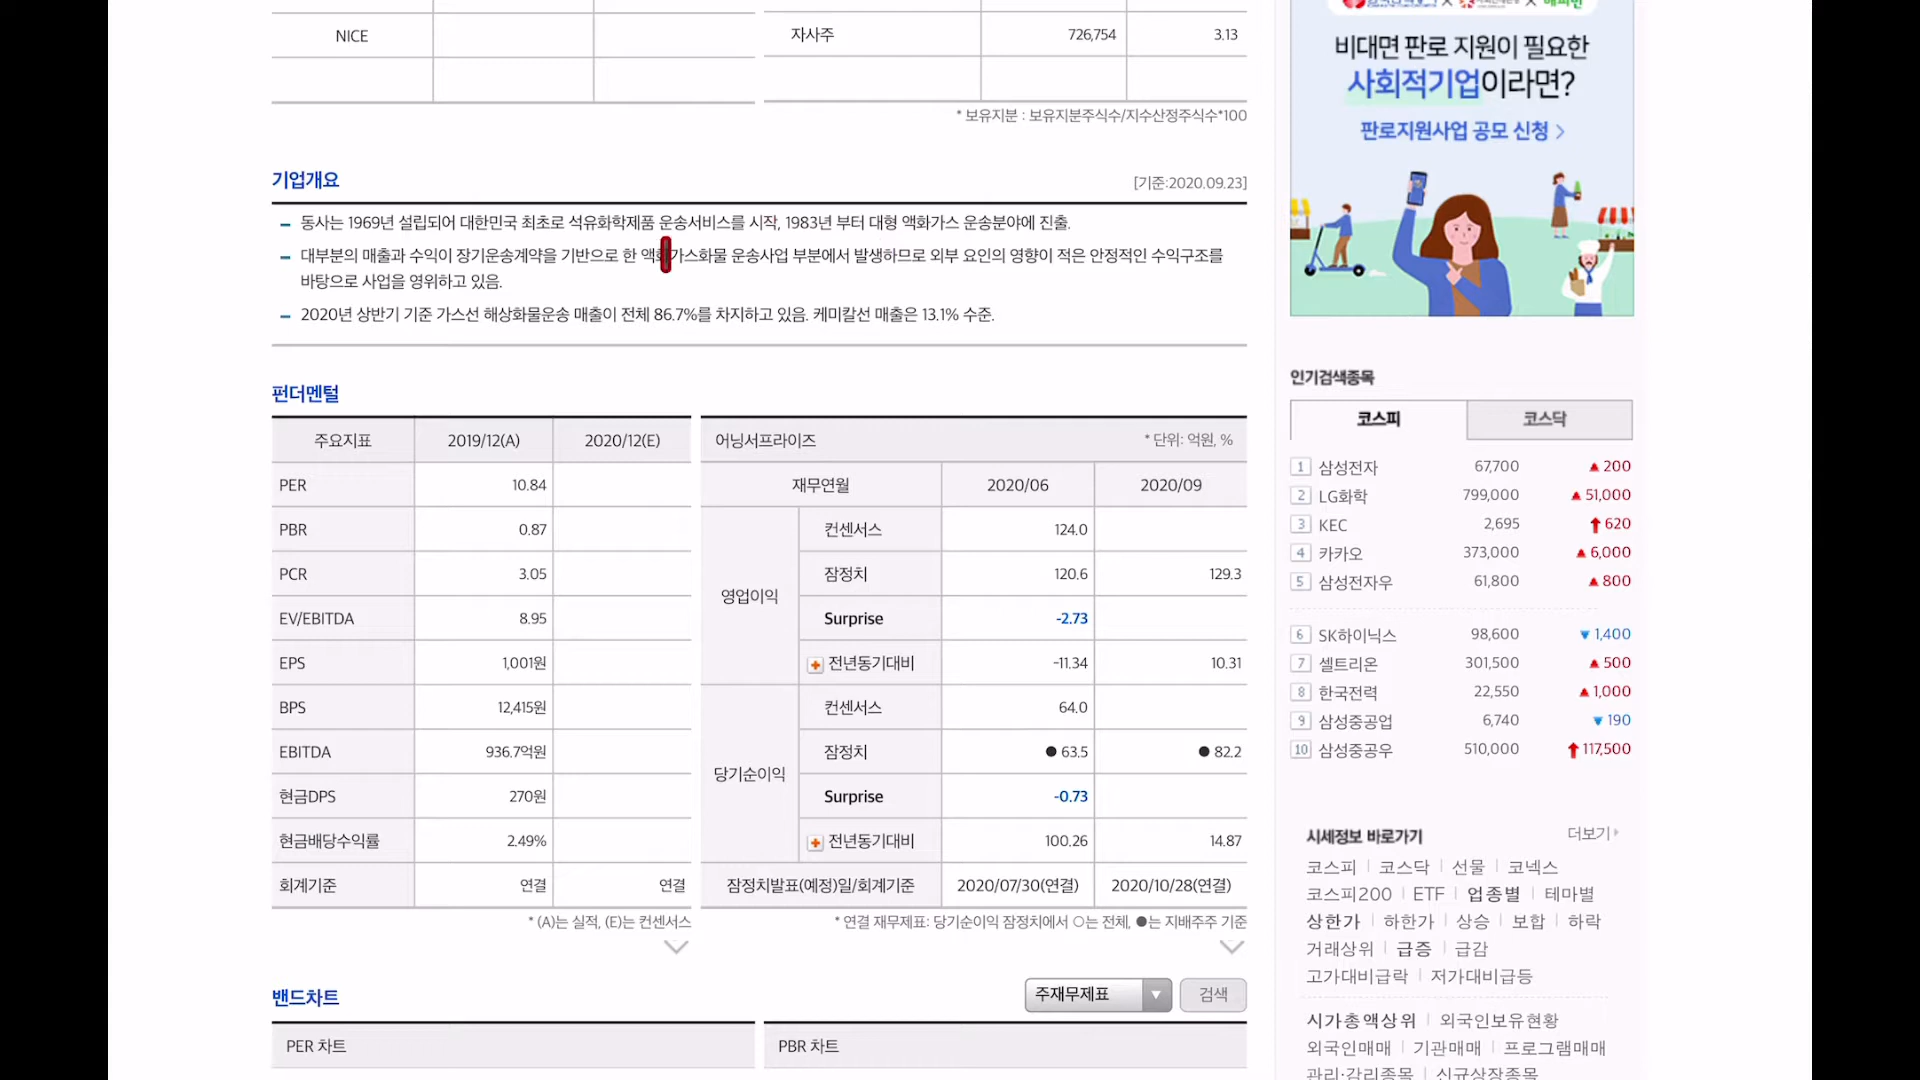 NICE
자사주 726,754 3.13
* 보유지분 : 보유지분주식수/지수산정주식수*100
기업개요 [기준:2020.09.23]
동사는 1969년 설립되어 대한민국 최초로 석유화학제품 운송서비스를 시작, 1983년 부터 대형 액화가스 운송분야에 진출.
대부분의 매출과 수익이 장기운송계약을 기반으로 한 액화가스화물 운송사업 부분에서 발생하므로 외부 요인의 영향이 적은 안정적인 수익구조를
바탕으로 사업을 영위하고 있음.
2020년 상반기 기준 가스선 해상화물운송 매출이 전체 86.7%를 차지하고 있음. 케미칼선 매출은 13.1% 수준.
펀더멘털
주요지표 2019/12(A) 2020/12(E)
PER 10.84
PBR 0.87
PCR 3.05
EV/EBITDA 8.95
EPS 1,001원
BPS 12,415원
EBITDA 936.7억원
현금DPS 270원
현금배당수익률 2.49%
회계기준 연결 연결
* (A)는 실적, (E)는 컨센서스
어닝서프라이즈 * 단위: 억원, %
재무연월 2020/06 2020/09
영업이익
컨센서스 124.0
잠정치 120.6 129.3
Surprise -2.73
전년동기대비 -11.34 10.31
당기순이익
컨센서스 64.0
잠정치 ●63.5 ●82.2
Surprise -0.73
전년동기대비 100.26 14.87
잠정치발표(예정)일/회계기준 2020/07/30(연결) 2020/10/28(연결)
* 연결 재무제표: 당기순이익 잠정치에서 ○는 전체, ●는 지배주주 기준
밴드차트 주재무제표 ▼ 검색
PER 차트
PBR 차트
비대면 판로 지원이 필요한
사회적기업이라면?
판로지원사업 공모 신청 >
인기검색종목
코스피 코스닥
1 삼성전자 67,700 ▲200
2 LG화학 799,000 ▲51,000
3 KEC 2,695 ↑620
4 카카오 373,000 ▲6,000
5 삼성전자우 61,800 ▲800
6 SK하이닉스 98,600 ▼1,400
7 셀트리온 301,500 ▲500
8 한국전력 22,550 ▲1,000
9 삼성중공업 6,740 ▼190
10 삼성중공우 510,000 ↑117,500
시세정보 바로가기 더보기
코스피 | 코스닥 | 선물 | 코넥스
코스피200 | ETF | 업종별 | 테마별
상한가 | 하한가 | 상승 | 보합 | 하락
거래상위 | 급증 | 급감
고가대비급락 | 저가대비급등
시가총액상위 | 외국인보유현황
외국인매매 | 기관매매 | 프로그램매매
관리·감리종목 | 신규상장종목